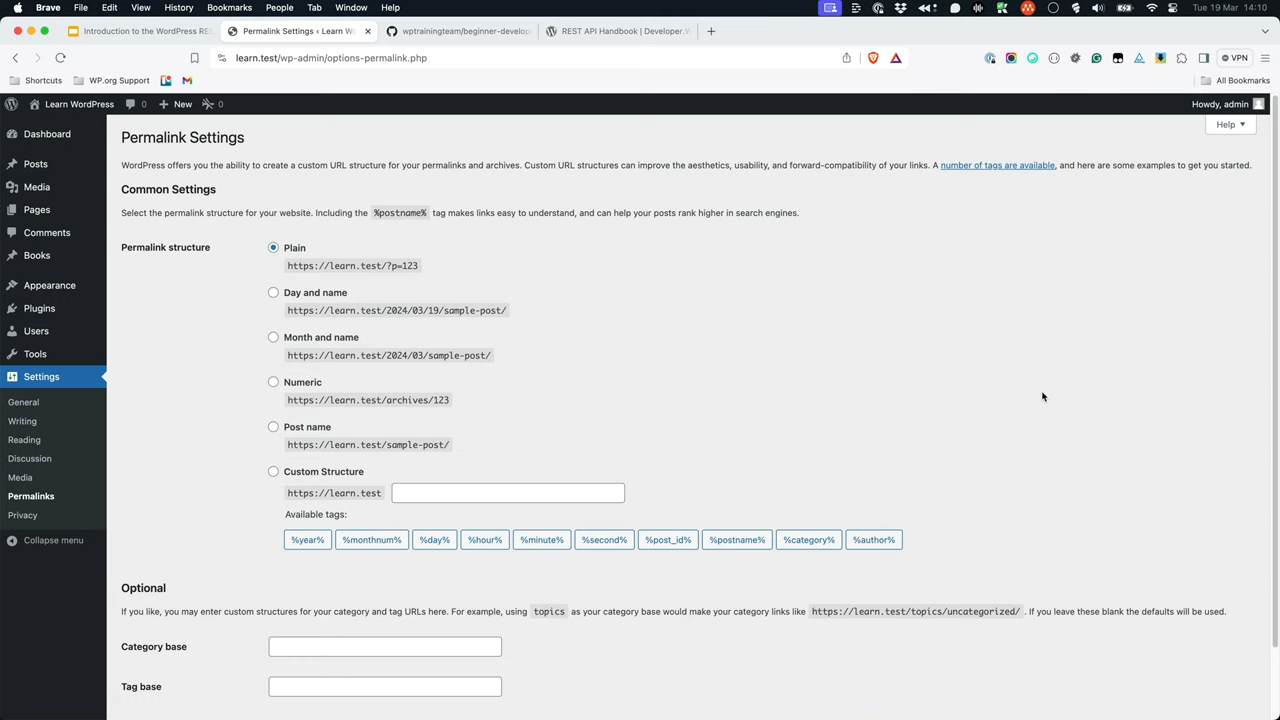 Brave File Edit View History Bookmarks People Tab Window Help Tue 19 Mar 14:10
Introduction to the WordPress RES Permalink Settings ‹ Learn W wptrainingteam/beginner-develop REST API Handbook | Developer.W
learn.test/wp-admin/options-permalink.php VPN
Shortcuts WP.org Support All Bookmarks
Learn WordPress 0 New 0 Howdy, admin
Help
Dashboard
Posts
Media
Pages
Comments
Books
Appearance
Plugins
Users
Tools
Settings
General
Writing
Reading
Discussion
Media
Permalinks
Privacy
Collapse menu
Permalink Settings
WordPress offers you the ability to create a custom URL structure for your permalinks and archives. Custom URL structures can improve the aesthetics, usability, and forward-compatibility of your links. A number of tags are available, and here are some examples to get you started.
Common Settings
Select the permalink structure for your website. Including the %postname% tag makes links easy to understand, and can help your posts rank higher in search engines.
Permalink structure
Plain
https://learn.test/?p=123
Day and name
https://learn.test/2024/03/19/sample-post/
Month and name
https://learn.test/2024/03/sample-post/
Numeric
https://learn.test/archives/123
Post name
https://learn.test/sample-post/
Custom Structure
https://learn.test
Available tags:
%year% %monthnum% %day% %hour% %minute% %second% %post_id% %postname% %category% %author%
Optional
If you like, you may enter custom structures for your category and tag URLs here. For example, using topics as your category base would make your category links like https://learn.test/topics/uncategorized/ . If you leave these blank the defaults will be used.
Category base
Tag base